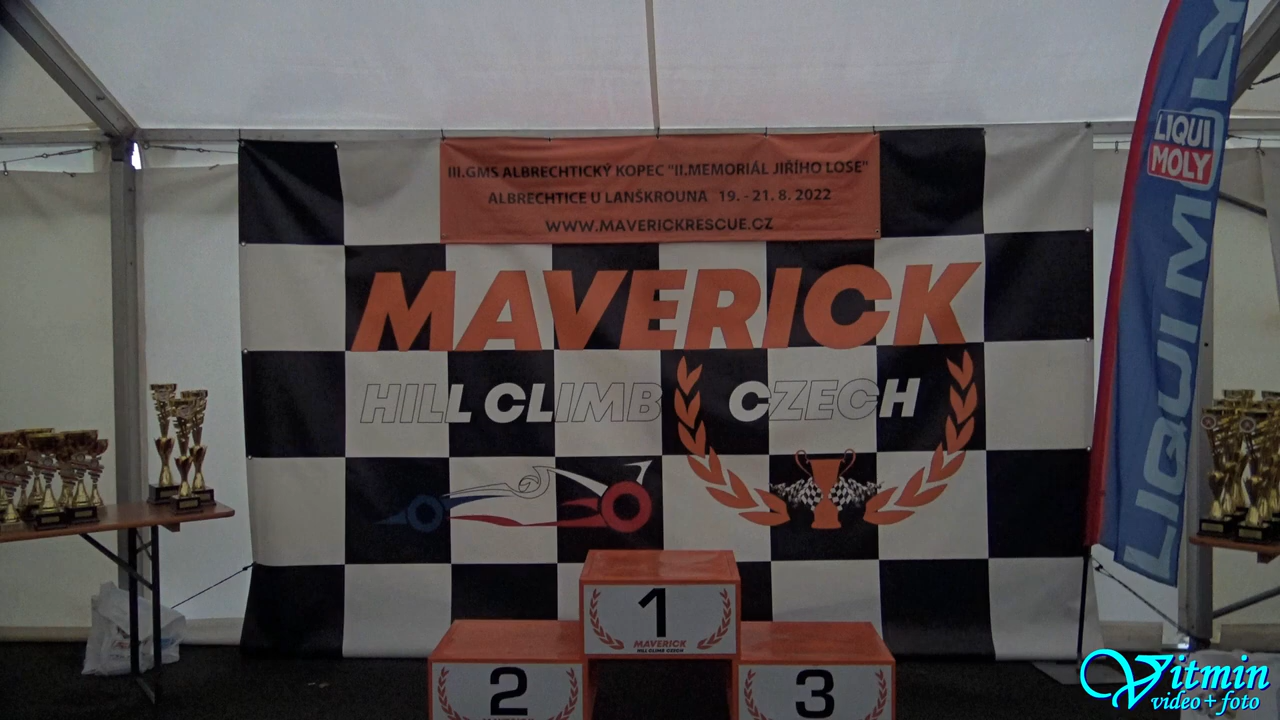 III.GMS ALBRECHTICKÝ KOPEC "II.MEMORIÁL JIŘÍHO LOSE"
ALBRECHTICE U LANŠKROUNA 19. - 21. 8. 2022
WWW.MAVERICKRESCUE.CZ
MAVERICK
HILL CLIMB CZECH
LIQUI MOLY
LIQUI
MOLY
1
MAVERICK
HILL CLIMB CZECH
2
3
Vitmin
video+foto